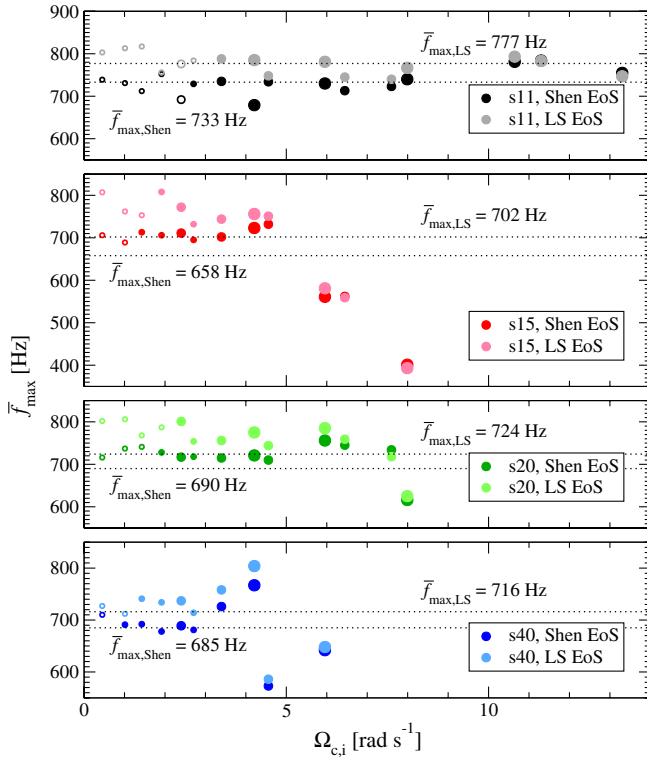 900
800
700
600
f̅max,LS = 777 Hz
f̅max,Shen = 733 Hz
s11, Shen EoS
s11, LS EoS
800
700
600
500
400
f̅max,LS = 702 Hz
f̅max,Shen = 658 Hz
s15, Shen EoS
s15, LS EoS
f̅max [Hz]
800
700
600
f̅max,LS = 724 Hz
f̅max,Shen = 690 Hz
s20, Shen EoS
s20, LS EoS
800
700
600
f̅max,LS = 716 Hz
f̅max,Shen = 685 Hz
s40, Shen EoS
s40, LS EoS
0 5 10
Ωc,i [rad s⁻¹]